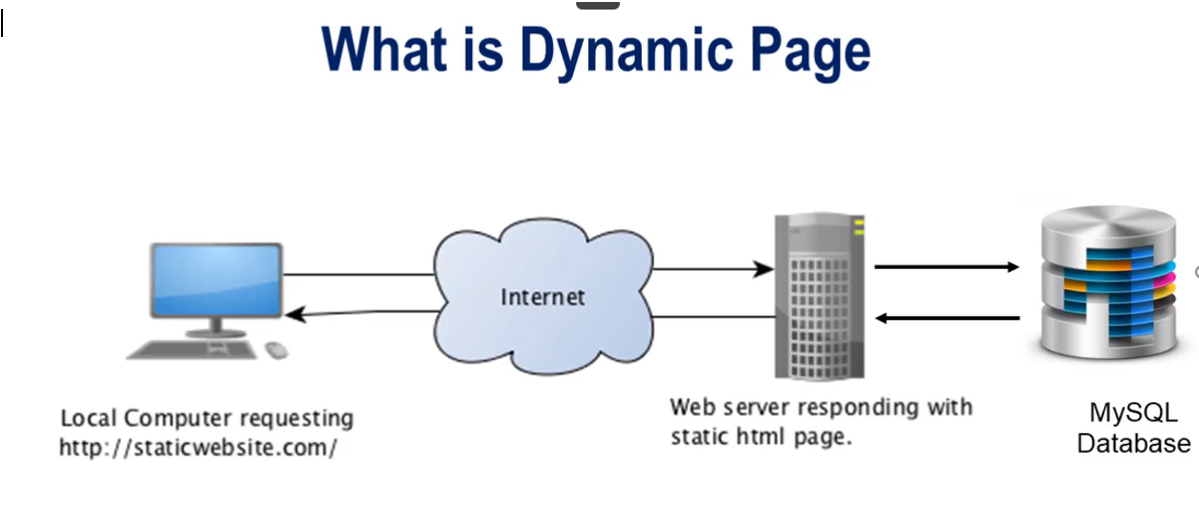 What is Dynamic Page
Internet
Local Computer requesting
http://staticwebsite.com/
Web server responding with
static html page.
MySQL
Database